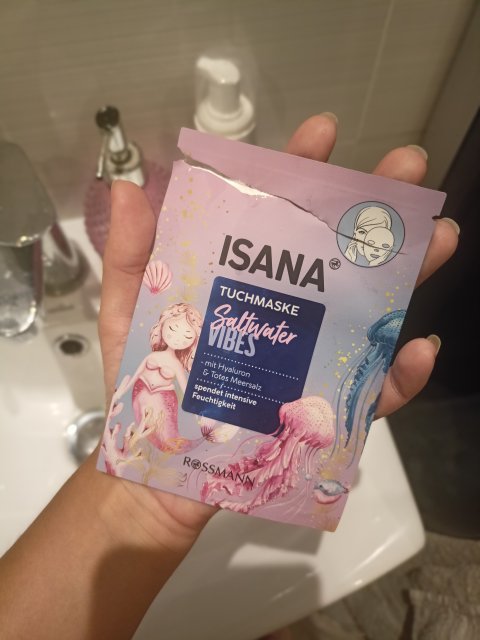 ISANA
TUCHMASKE
Saltwater
VIBES
mit Hyaluron
& Totes Meersalz
spendet intensive
Feuchtigkeit
ROSSMANN